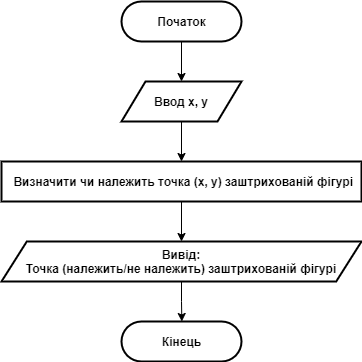 Початок
Ввод x, y
Визначити чи належить точка (x, y) заштрихованій фігурі
Вивід:
Точка (належить/не належить) заштрихованій фігурі
Кінець